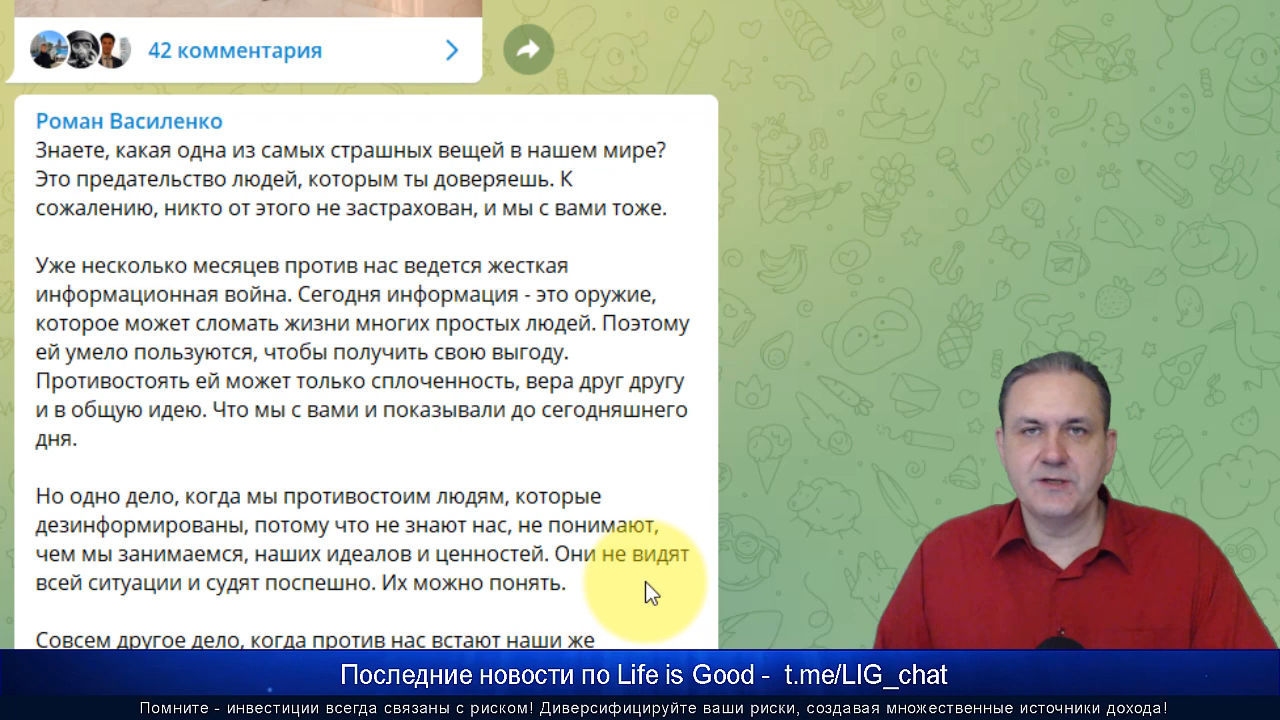 42 комментария
Роман Василенко
Знаете, какая одна из самых страшных вещей в нашем мире?
Это предательство людей, которым ты доверяешь. К
сожалению, никто от этого не застрахован, и мы с вами тоже.
Уже несколько месяцев против нас ведется жесткая
информационная война. Сегодня информация - это оружие,
которое может сломать жизни многих простых людей. Поэтому
ей умело пользуются, чтобы получить свою выгоду.
Противостоять ей может только сплоченность, вера друг другу
и в общую идею. Что мы с вами и показывали до сегодняшнего
дня.
Но одно дело, когда мы противостоим людям, которые
дезинформированы, потому что не знают нас, не понимают,
чем мы занимаемся, наших идеалов и ценностей. Они не видят
всей ситуации и судят поспешно. Их можно понять.
Совсем другое дело, когда против нас встают наши же
Последние новости по Life is Good - t.me/LIG_chat
Помните - инвестиции всегда связаны с риском! Диверсифицируйте ваши риски, создавая множественные источники дохода!